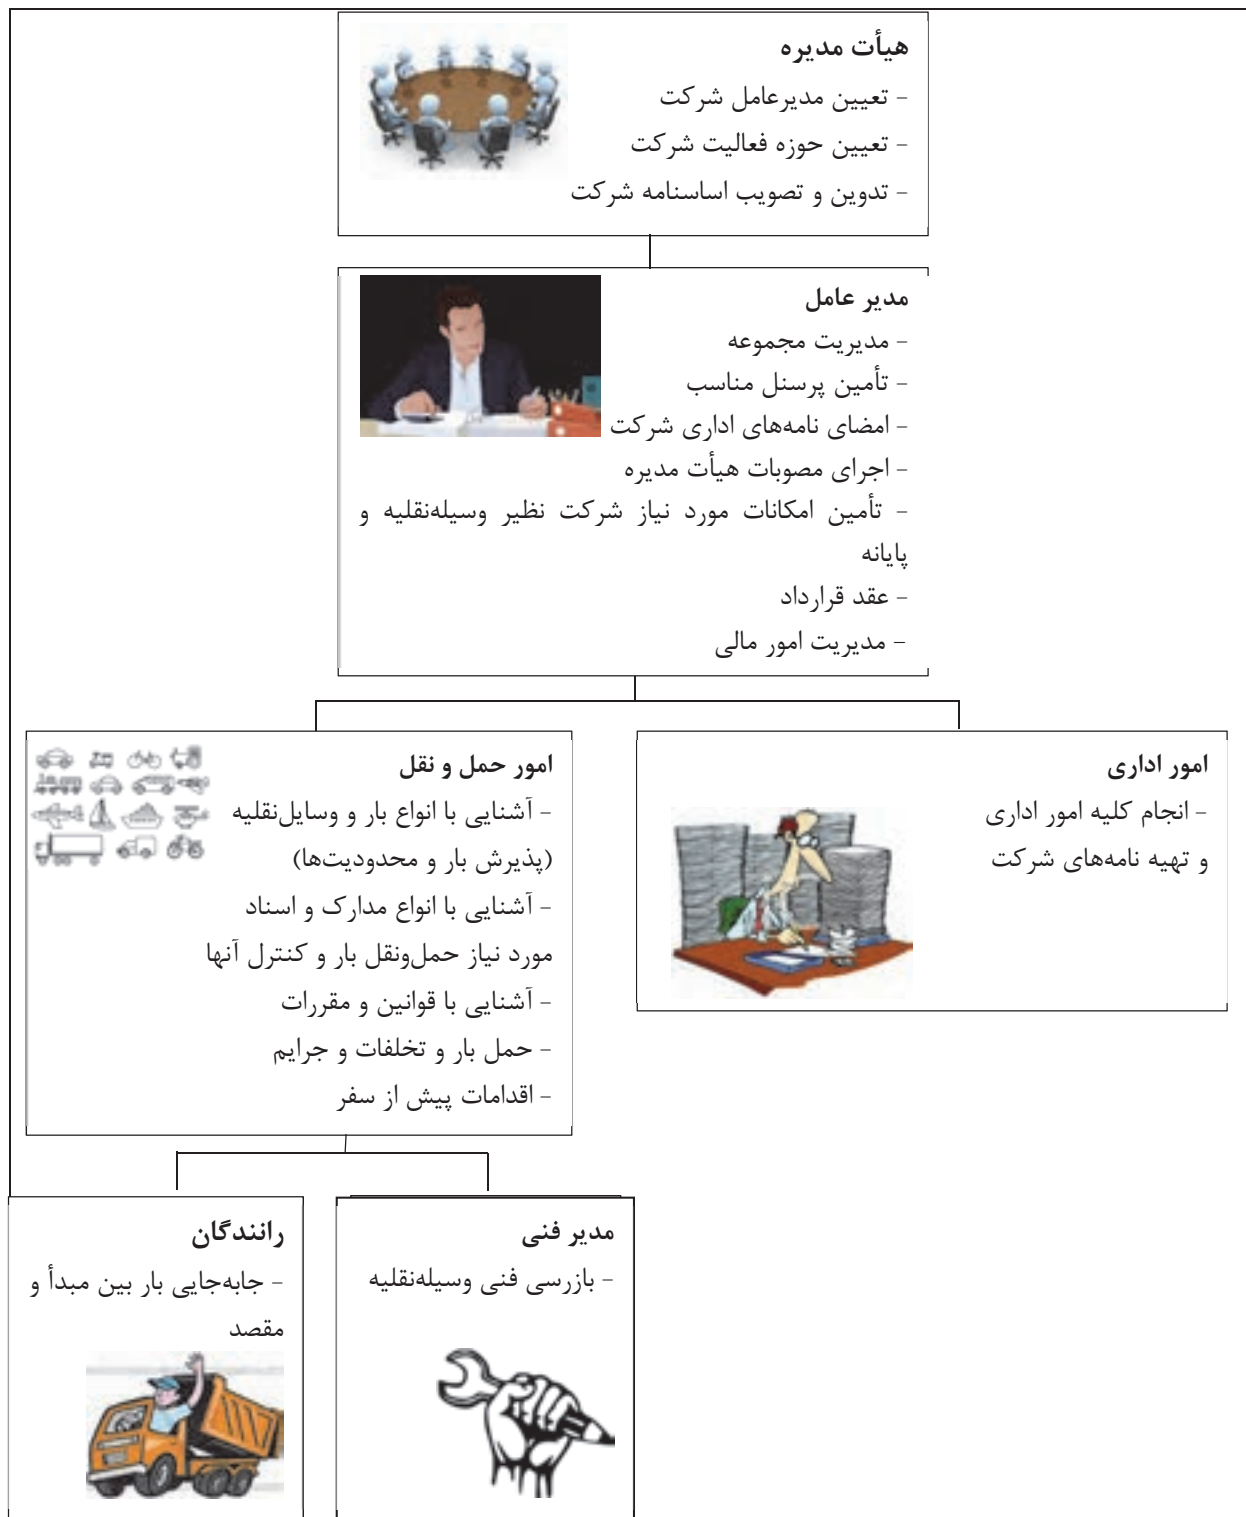 هیأت مدیره
- تعیین مدیرعامل شرکت
- تعیین حوزه فعالیت شرکت
- تدوین و تصویب اساسنامه شرکت
مدیر عامل
- مدیریت مجموعه
- تأمین پرسنل مناسب
- امضای نامه‌های اداری شرکت
- اجرای مصوبات هیأت مدیره
- تأمین امکانات مورد نیاز شرکت نظیر وسیله‌نقلیه و
پایانه
- عقد قرارداد
- مدیریت امور مالی
امور اداری
- انجام کلیه امور اداری
و تهیه نامه‌های شرکت
امور حمل و نقل
- آشنایی با انواع بار و وسایل‌نقلیه
(پذیرش بار و محدودیت‌ها)
- آشنایی با انواع مدارک و اسناد
مورد نیاز حمل‌ونقل بار و کنترل آنها
- آشنایی با قوانین و مقررات
- حمل بار و تخلفات و جرایم
- اقدامات پیش از سفر
مدیر فنی
- بازرسی فنی وسیله‌نقلیه
رانندگان
- جابه‌جایی بار بین مبدأ و
مقصد